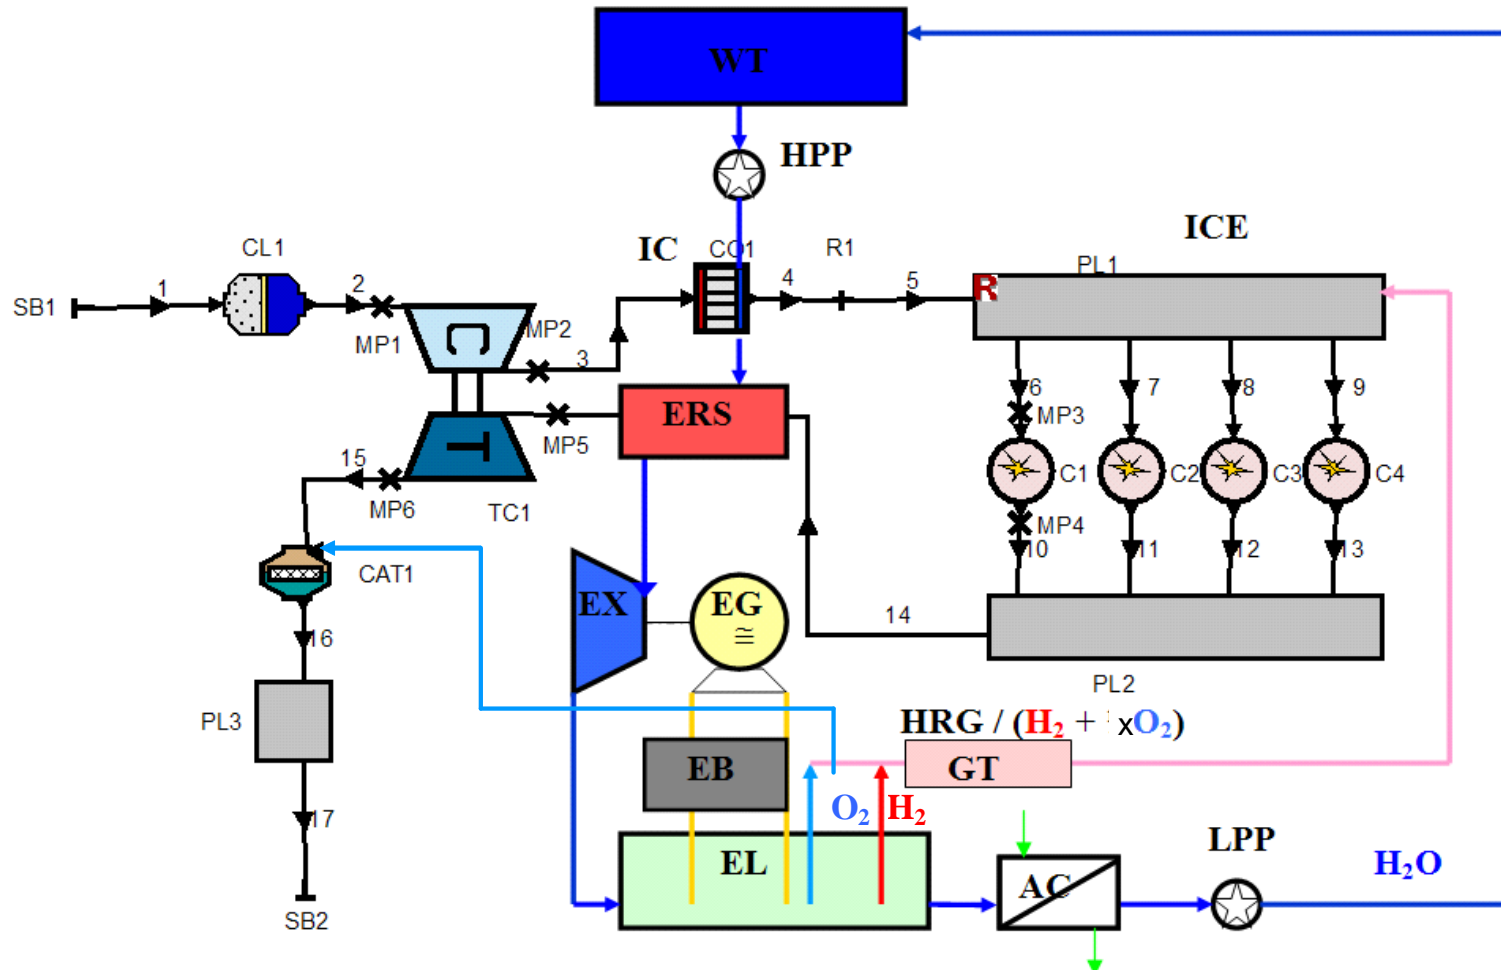 WT
HPP
ICE
IC
CO1
R1
CL1
PL1
R
4
5
1
2
SB1
MP1
MP2
3
C
6
7
8
9
MP3
ERS
MP5
T
15
MP6
TC1
C1
C2
C3
C4
MP4
10
11
12
13
CAT1
EX
EG
≅
14
16
PL2
PL3
HRG / (H₂ + xO₂)
EB
GT
O₂
H₂
17
EL
LPP
H₂O
AC
SB2